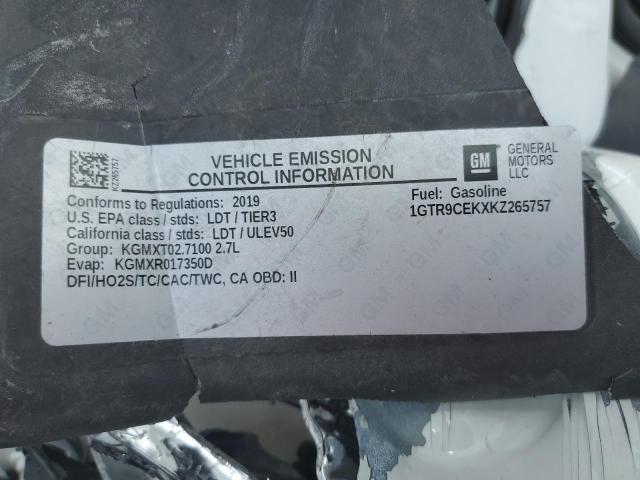 KZ265757
VEHICLE EMISSION
CONTROL INFORMATION
GM
GENERAL
MOTORS
LLC
Conforms to Regulations: 2019
U.S. EPA class / stds: LDT / TIER3
California class / stds: LDT / ULEV50
Group: KGMXT02.7100 2.7L
Evap: KGMXR017350D
DFI/HO2S/TC/CAC/TWC, CA OBD: II
Fuel: Gasoline
1GTR9CEKXKZ265757